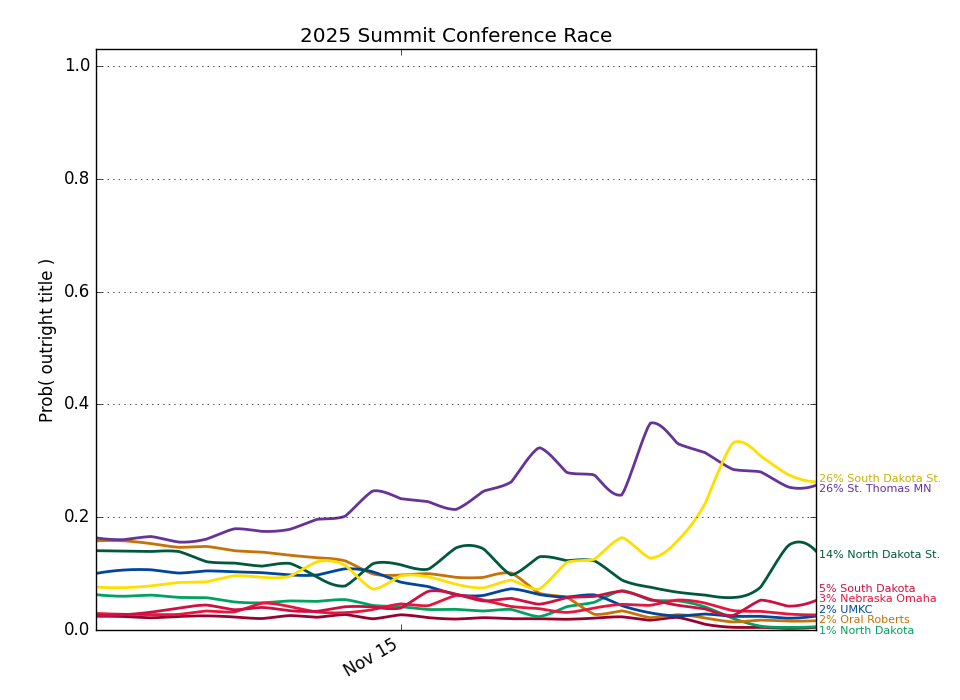 2025 Summit Conference Race
Prob( outright title )
1.0
0.8
0.6
0.4
0.2
0.0
Nov 15
26% South Dakota St.
26% St. Thomas MN
14% North Dakota St.
5% South Dakota
3% Nebraska Omaha
2% UMKC
2% Oral Roberts
1% North Dakota